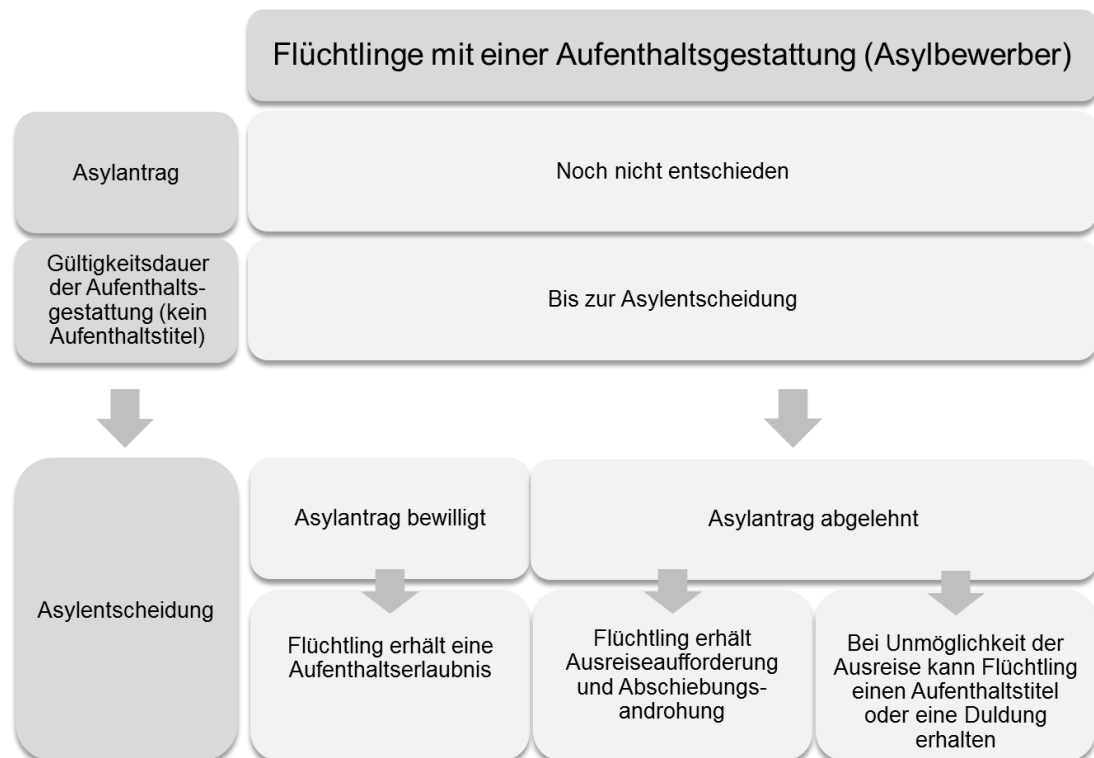 Flüchtlinge mit einer Aufenthaltsgestattung (Asylbewerber)
Asylantrag
Noch nicht entschieden
Gültigkeitsdauer
der Aufenthalts-
gestattung (kein
Aufenthaltstitel)
Bis zur Asylentscheidung
Asylentscheidung
Asylantrag bewilligt
Asylantrag abgelehnt
Flüchtling erhält eine
Aufenthaltserlaubnis
Flüchtling erhält
Ausreiseaufforderung
und Abschiebungs-
androhung
Bei Unmöglichkeit der
Ausreise kann Flüchtling
einen Aufenthaltstitel
oder eine Duldung
erhalten